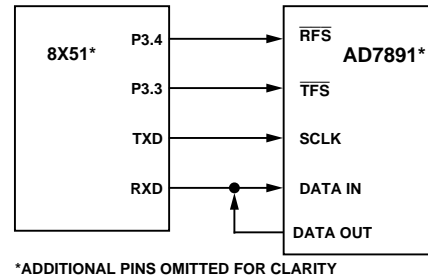 8X51*
P3.4
P3.3
TXD
RXD
AD7891*
RFS
TFS
SCLK
DATA IN
DATA OUT
*ADDITIONAL PINS OMITTED FOR CLARITY